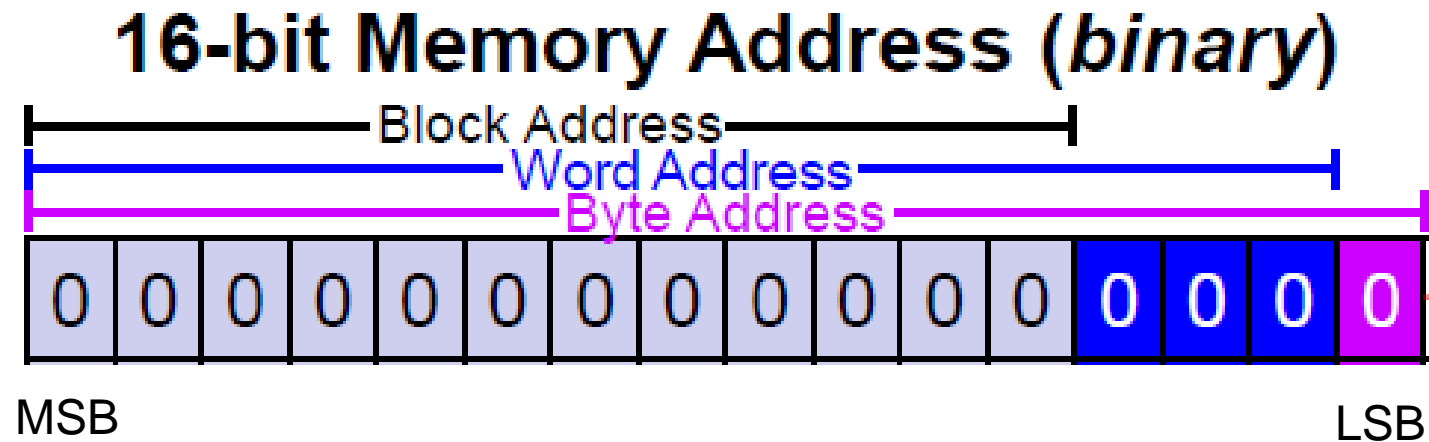 16-bit Memory Address (binary)
Block Address
Word Address
Byte Address
0 0 0 0 0 0 0 0 0 0 0 0 0 0 0 0
MSB LSB